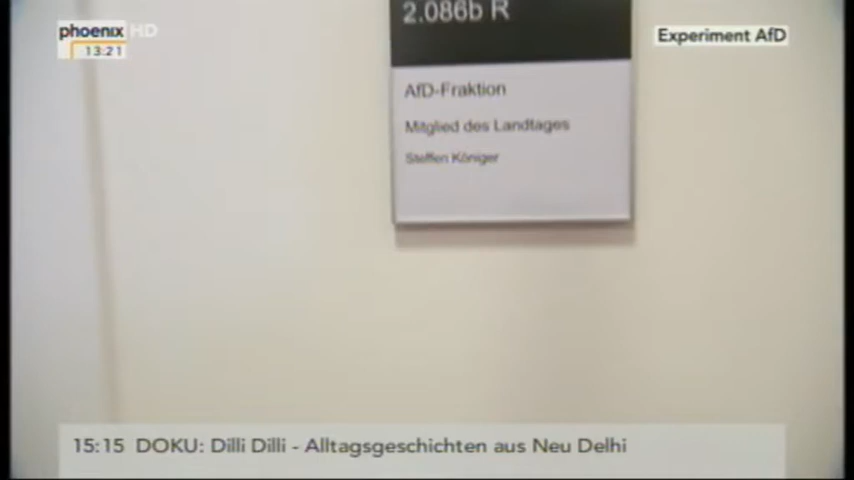 phoenix HD
13:21
Experiment AfD
2.086b R
AfD-Fraktion
Mitglied des Landtages
Steffen Königer
15:15 DOKU: Dilli Dilli - Alltagsgeschichten aus Neu Delhi